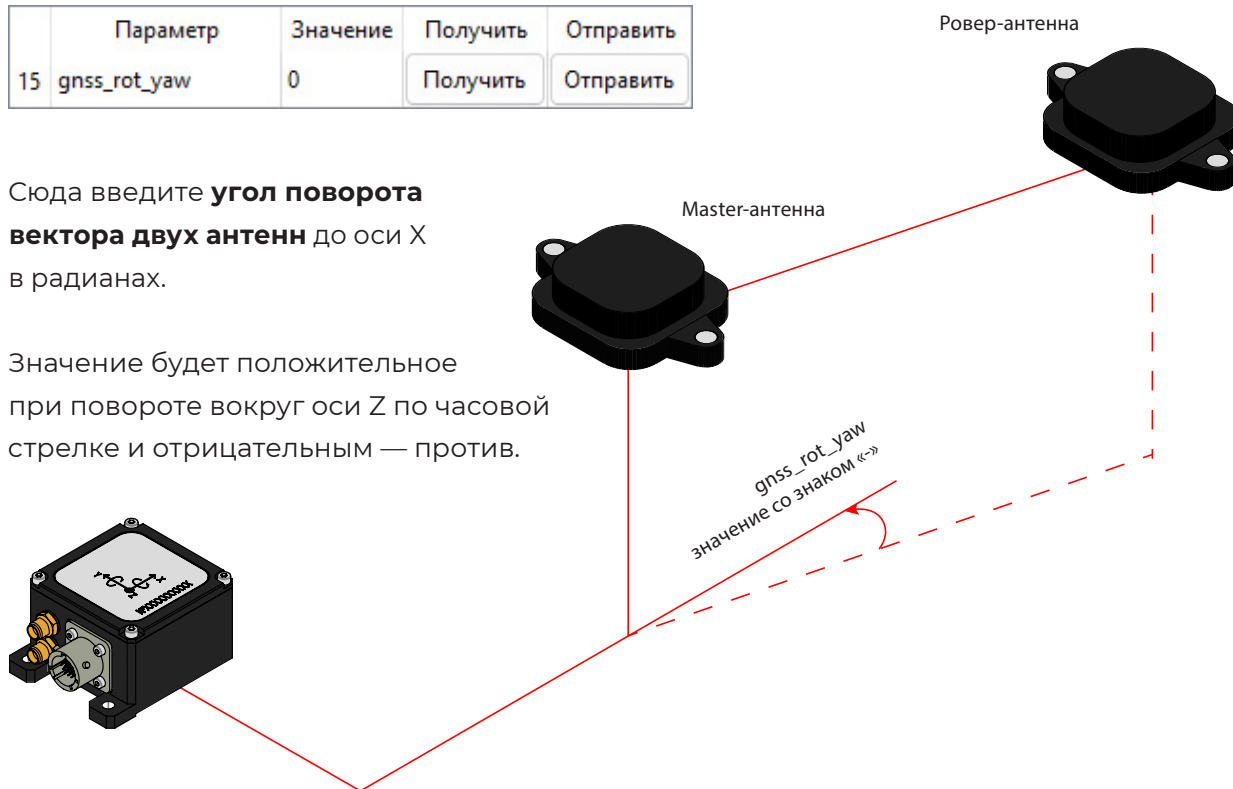 Параметр Значение Получить Отправить
15 gnss_rot_yaw 0 Получить Отправить
Ровер-антенна
Master-антенна
Сюда введите угол поворота
вектора двух антенн до оси X
в радианах.
Значение будет положительное
при повороте вокруг оси Z по часовой
стрелке и отрицательным — против.
gnss_rot_yaw
значение со знаком «-»
Y X
Z